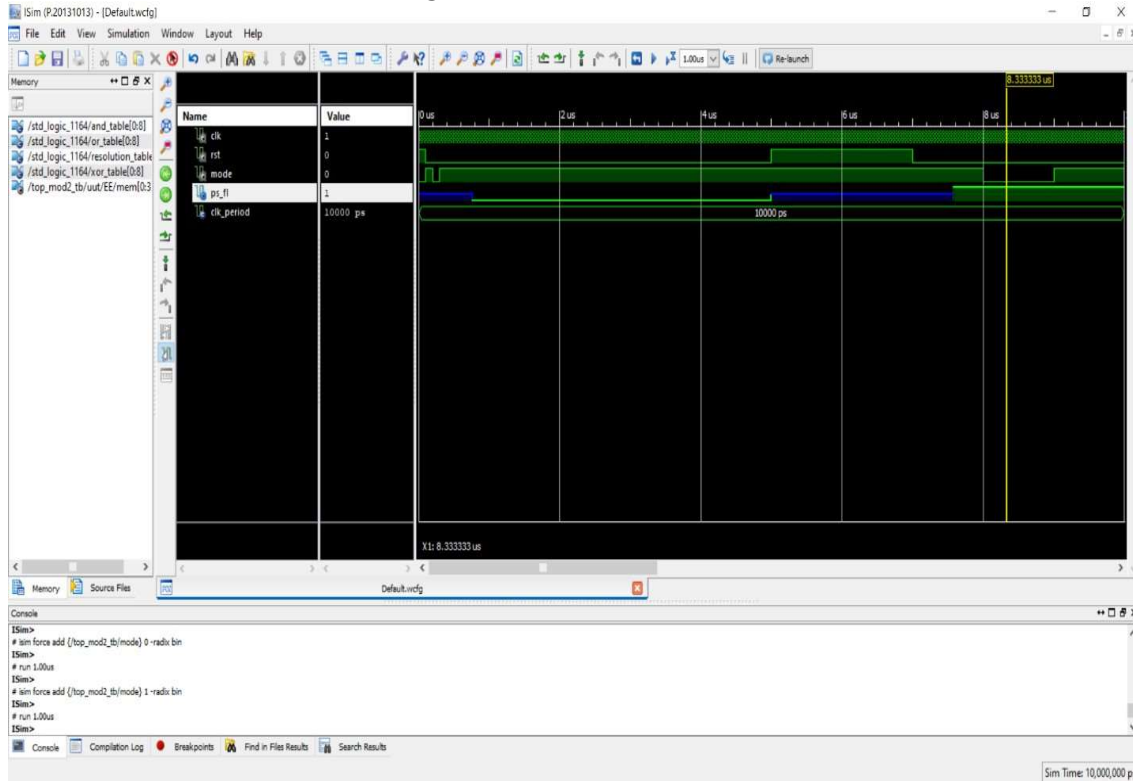 ISim (P.20131013) - [Default.wcfg]
File Edit View Simulation Window Layout Help
1.00us Re-launch
Memory
/std_logic_1164/and_table[0:8]
/std_logic_1164/or_table[0:8]
/std_logic_1164/resolution_table
/std_logic_1164/xor_table[0:8]
/top_mod2_tb/uut/EE/mem[0:3
8.333333 us
Name Value
0 us 2 us 4 us 6 us 8 us
clk 1
rst 0
mode 0
ps_fl 1
clk_period 10000 ps 10000 ps
X1: 8.333333 us
Memory Source Files
Default.wcfg
Console
ISim>
# isim force add {/top_mod2_tb/mode} 0 -radix bin
ISim>
# run 1.00us
ISim>
# isim force add {/top_mod2_tb/mode} 1 -radix bin
ISim>
# run 1.00us
ISim>
Console Compilation Log Breakpoints Find in Files Results Search Results
Sim Time: 10,000,000 p